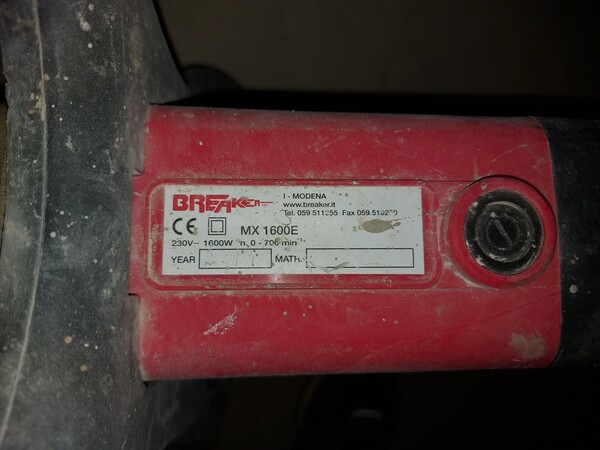 BREAKER
I - MODENA
www.breaker.it
Tel. 059 511355 Fax 059
CE MX 1600E
230V~ 1600W n. 0 - 700 min⁻¹
YEAR MATR.